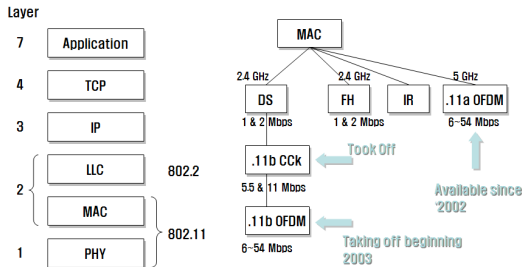 Layer
7
Application
4
TCP
3
IP
2
LLC
802.2
MAC
802.11
1
PHY
MAC
2.4 GHz
2.4 GHz
5 GHz
DS
FH
IR
.11a OFDM
1 & 2 Mbps
1 & 2 Mbps
6~54 Mbps
.11b CCk
Took Off
5.5 & 11 Mbps
Available since
'2002
.11b OFDM
6~54 Mbps
Taking off beginning
2003